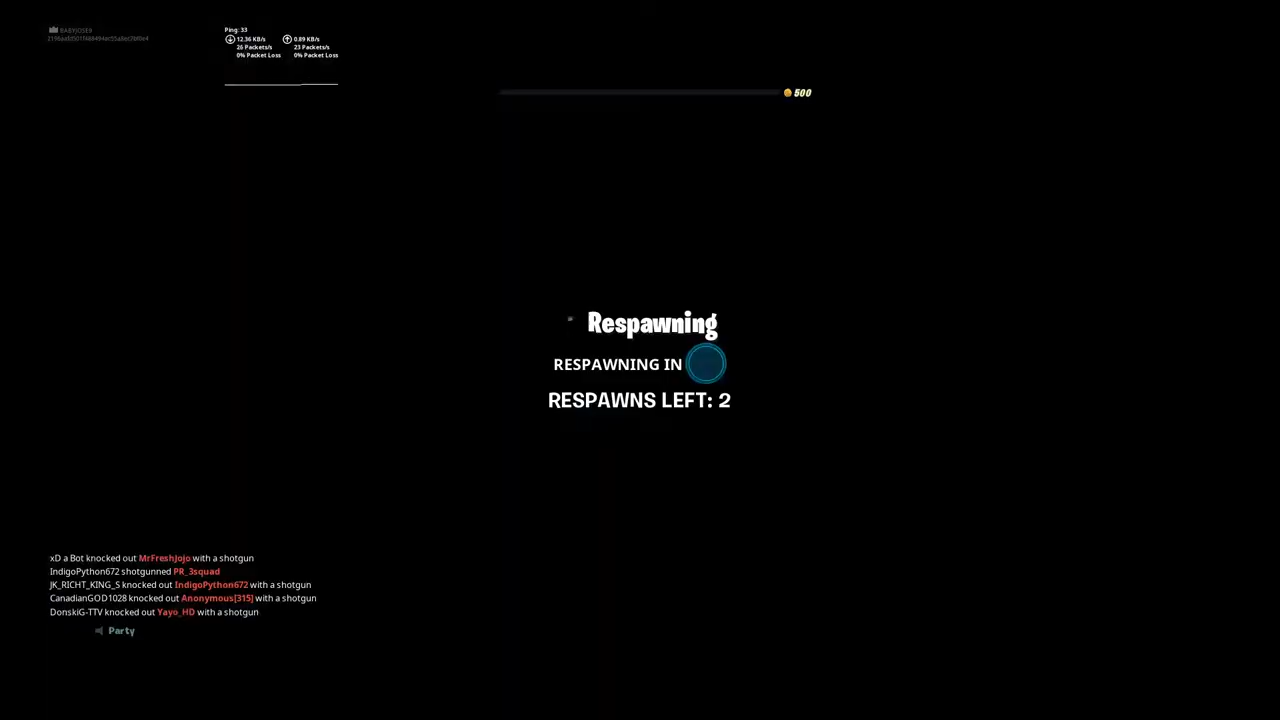 BABYJOSE9
Ping: 33
12.36 KB/s 0.89 KB/s
26 Packets/s 23 Packets/s
0% Packet Loss 0% Packet Loss
500
Respawning
RESPAWNING IN
RESPAWNS LEFT: 2
xD a Bot knocked out MrFreshJojo with a shotgun
IndigoPython672 shotgunned PR_3squad
JK_RICHT_KING_S knocked out IndigoPython672 with a shotgun
CanadianGOD1028 knocked out Anonymous[315] with a shotgun
DonskiG-TTV knocked out Yayo_HD with a shotgun
Party